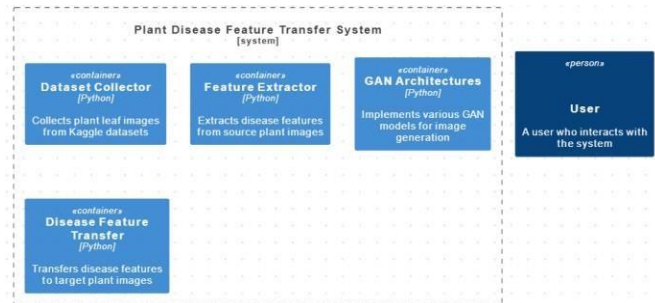 Plant Disease Feature Transfer System
[system]
«container»
Dataset Collector
[Python]
Collects plant leaf images
from Kaggle datasets
«container»
Feature Extractor
[Python]
Extracts disease features
from source plant images
«container»
GAN Architectures
[Python]
Implements various GAN
models for image
generation
«person»
User
A user who interacts with
the system
«container»
Disease Feature
Transfer
[Python]
Transfers disease features
to target plant images